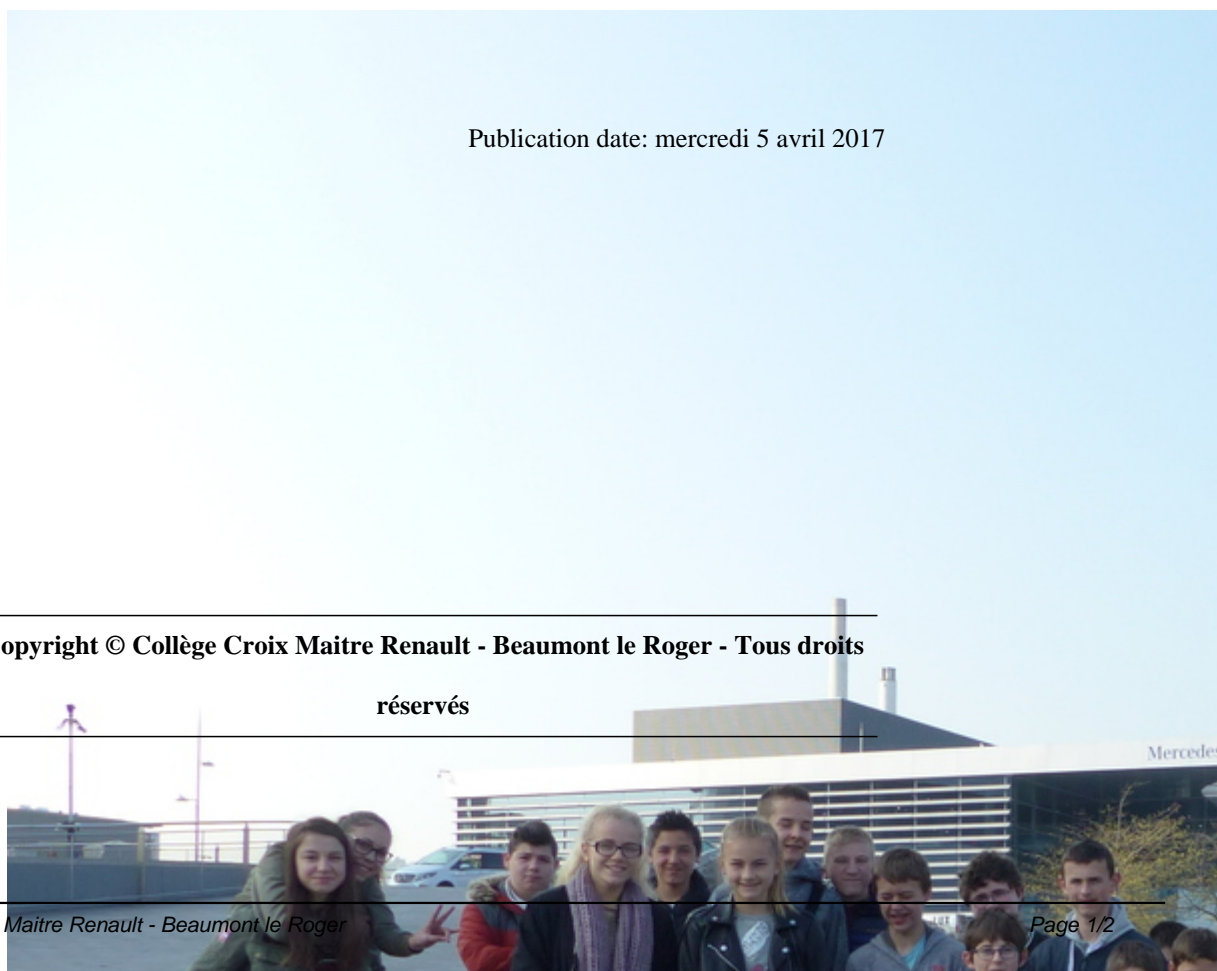 Publication date: mercredi 5 avril 2017
opyright © Collège Croix Maitre Renault - Beaumont le Roger - Tous droits
réservés
Mercedes
Maitre Renault - Beaumont le Roger
Page 1/2